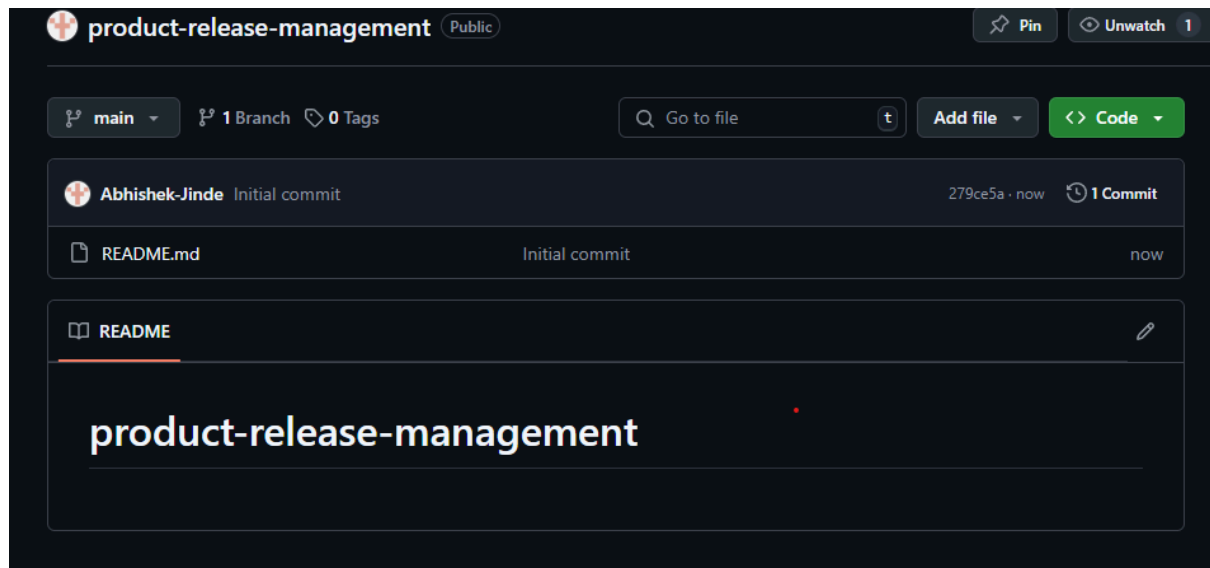 product-release-management Public Pin Unwatch 1
main 1 Branch 0 Tags Go to file t Add file Code
Abhishek-Jinde Initial commit 279ce5a · now 1 Commit
README.md Initial commit now
README
product-release-management